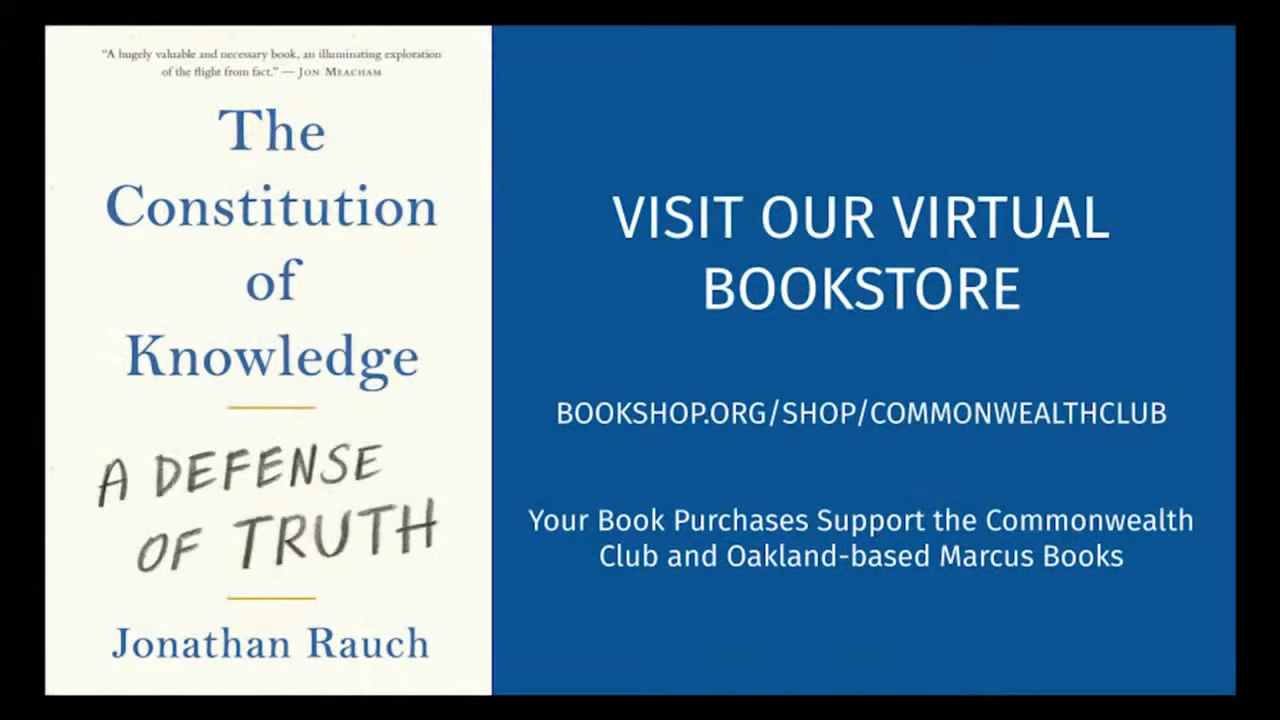 “A hugely valuable and necessary book, an illuminating exploration
of the flight from fact.” — JON MEACHAM
The
Constitution
of
Knowledge
A DEFENSE
OF TRUTH
Jonathan Rauch
VISIT OUR VIRTUAL
BOOKSTORE
BOOKSHOP.ORG/SHOP/COMMONWEALTHCLUB
Your Book Purchases Support the Commonwealth
Club and Oakland-based Marcus Books